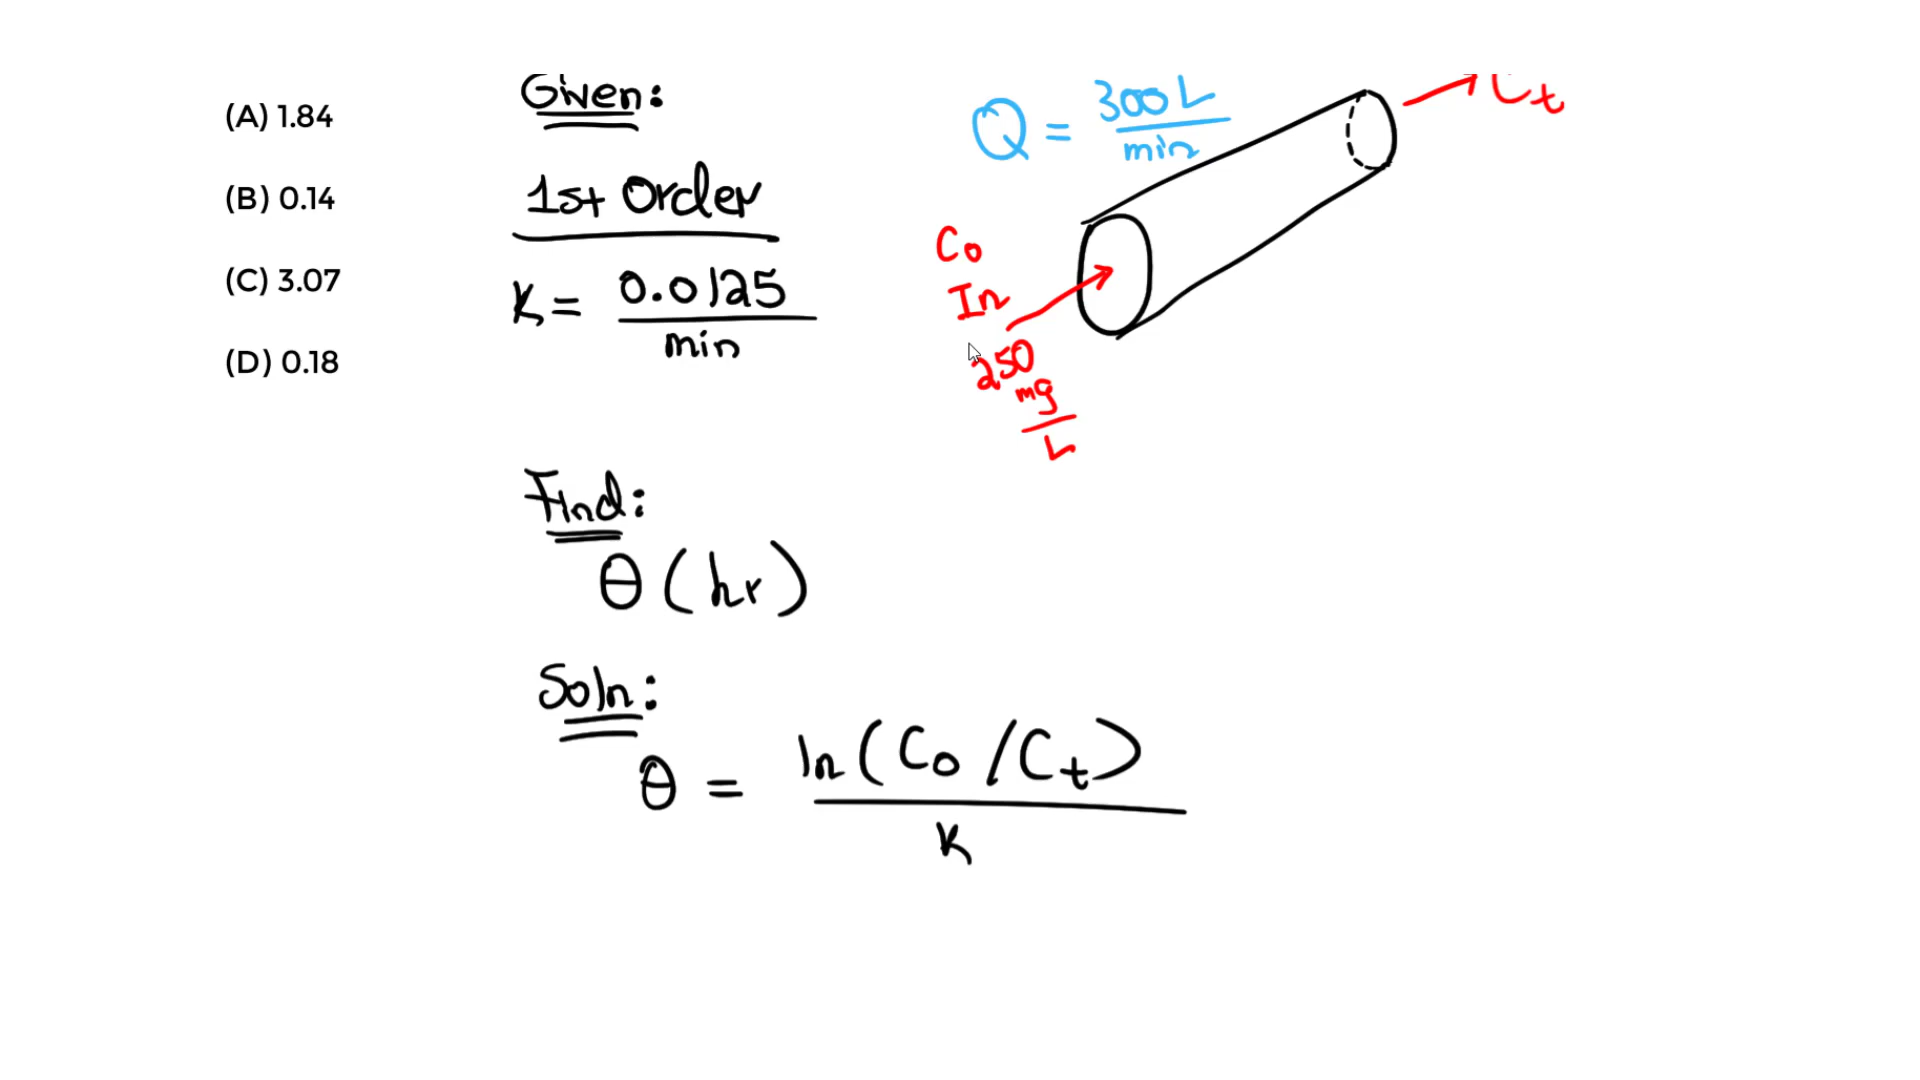 (A) 1.84
(B) 0.14
(C) 3.07
(D) 0.18
Given:
1st Order
K = 0.0125
min
Q = 300 L
min
Ct
Co
In
250
mg
L
Find:
θ (hr)
Soln:
θ = ln(Co/Ct)
K